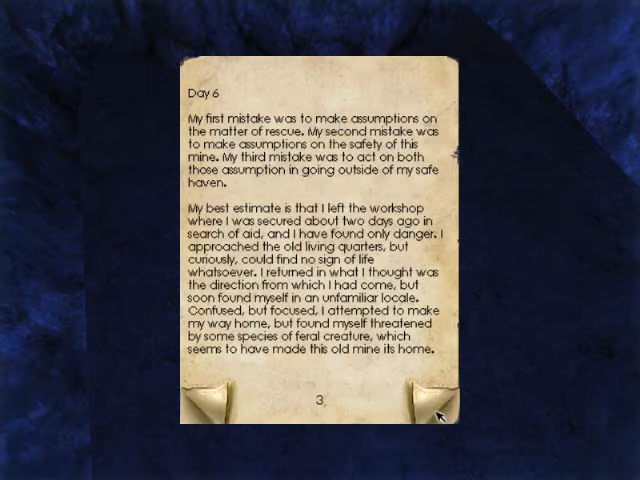 Day 6
My first mistake was to make assumptions on
the matter of rescue. My second mistake was
to make assumptions on the safety of this
mine. My third mistake was to act on both
those assumption in going outside of my safe
haven.
My best estimate is that I left the workshop
where I was secured about two days ago in
search of aid, and I have found only danger. I
approached the old living quarters, but
curiously, could find no sign of life
whatsoever. I returned in what I thought was
the direction from which I had come, but
soon found myself in an unfamiliar locale.
Confused, but focused, I attempted to make
my way home, but found myself threatened
by some species of feral creature, which
seems to have made this old mine its home.
3